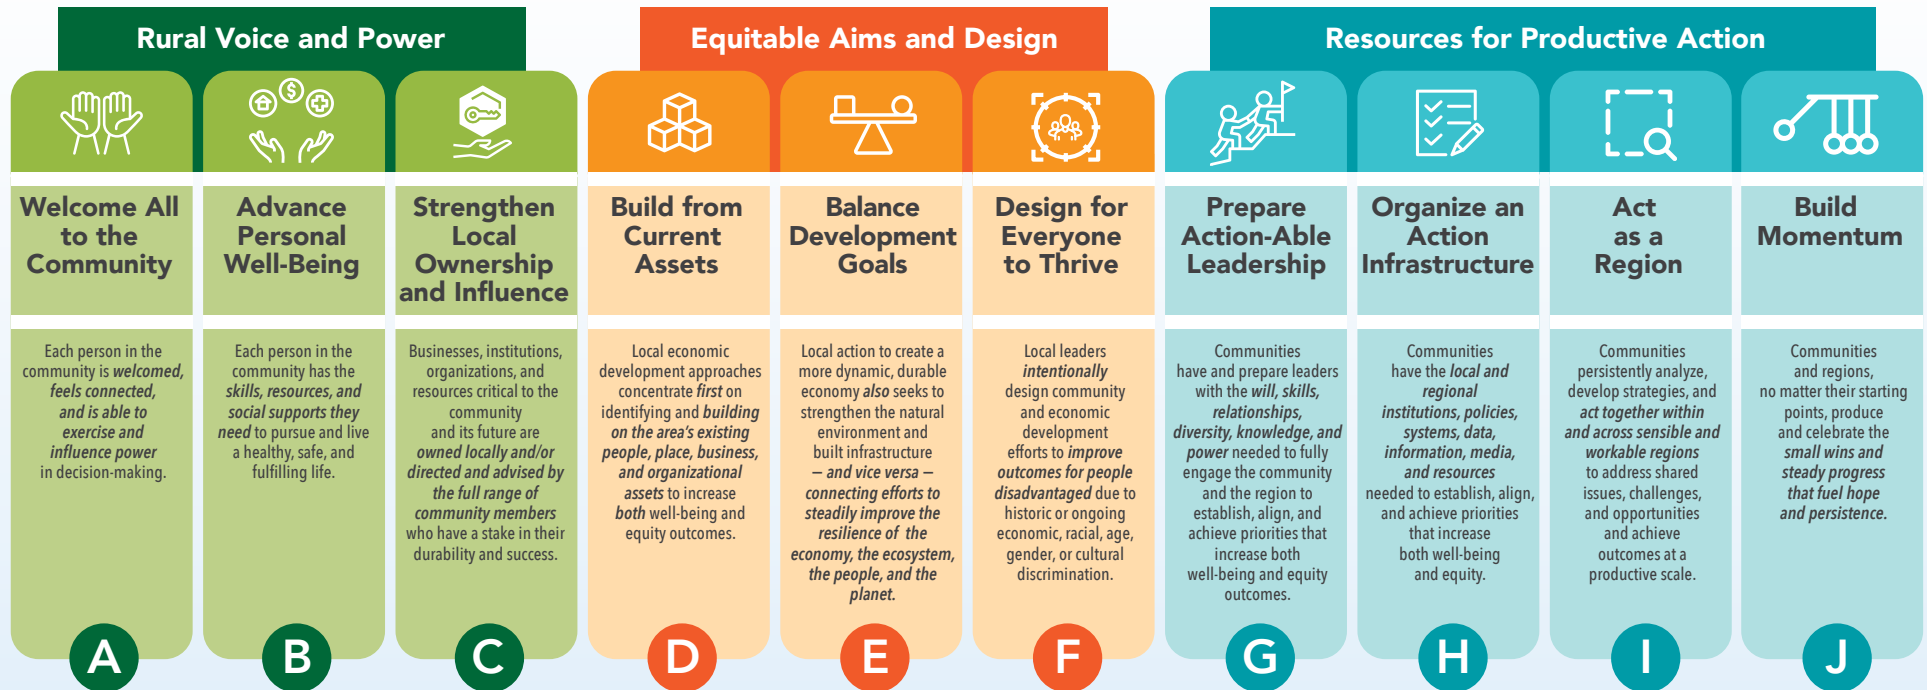 Rural Voice and Power
Equitable Aims and Design
Resources for Productive Action
Welcome All
to the
Community
Each person in the
community is welcomed,
feels connected,
and is able to
exercise and
influence power
in decision-making.
A
Advance
Personal
Well-Being
Each person in the
community has the
skills, resources, and
social supports they
need to pursue and live
a healthy, safe, and
fulfilling life.
B
Strengthen
Local
Ownership
and Influence
Businesses, institutions,
organizations, and
resources critical to the
community
and its future are
owned locally and/or
directed and advised by
the full range of
community members
who have a stake in their
durability and success.
C
Build from
Current
Assets
Local economic
development approaches
concentrate first on
identifying and building
on the area's existing
people, place, business,
and organizational
assets to increase
both well-being and
equity outcomes.
D
Balance
Development
Goals
Local action to create a
more dynamic, durable
economy also seeks to
strengthen the natural
environment and
built infrastructure
— and vice versa —
connecting efforts to
steadily improve the
resilience of the
economy, the ecosystem,
the people, and the
planet.
E
Design for
Everyone
to Thrive
Local leaders
intentionally
design community
and economic
development
efforts to improve
outcomes for people
disadvantaged due to
historic or ongoing
economic, racial, age,
gender, or cultural
discrimination.
F
Prepare
Action-Able
Leadership
Communities
have and prepare leaders
with the will, skills,
relationships,
diversity, knowledge, and
power needed to fully
engage the community
and the region to
establish, align, and
achieve priorities that
increase both
well-being and equity
outcomes.
G
Organize an
Action
Infrastructure
Communities
have the local and
regional
institutions, policies,
systems, data,
information, media,
and resources
needed to establish, align,
and achieve priorities
that increase
both well-being
and equity.
H
Act
as a
Region
Communities
persistently analyze,
develop strategies, and
act together within
and across sensible and
workable regions
to address shared
issues, challenges,
and opportunities
and achieve
outcomes at a
productive scale.
I
Build
Momentum
Communities
and regions,
no matter their starting
points, produce
and celebrate the
small wins and
steady progress
that fuel hope
and persistence.
J